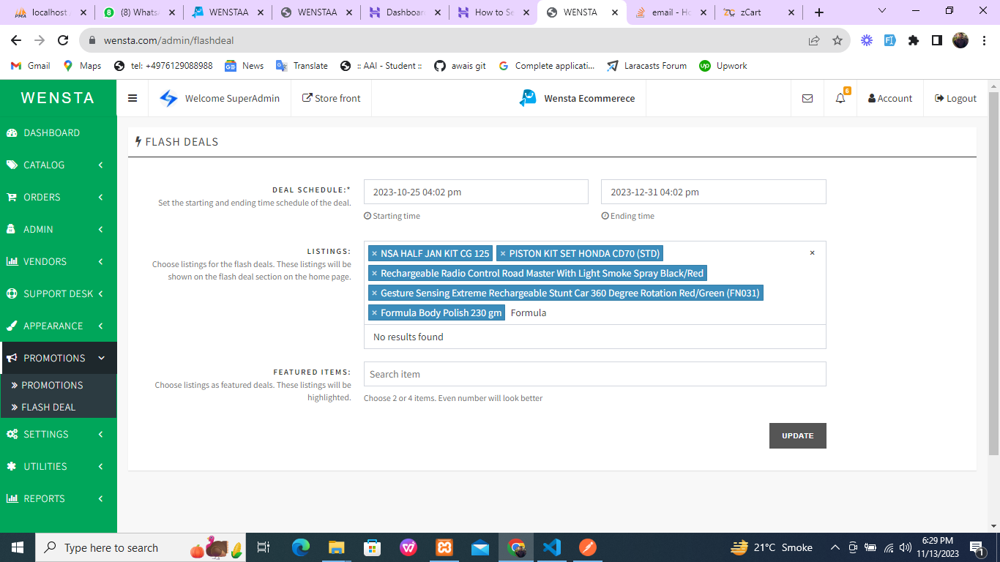 localhost
(8) Whats
WENSTAA
WENSTAA
Dashboar
How to Se
WENSTA
email - Ho
zCart
wensta.com/admin/flashdeal
Gmail
Maps
tel: +4976129088988
News
Translate
:: AAI - Student ::
awais git
Complete applicati...
Laracasts Forum
Upwork
WENSTA
Welcome SuperAdmin
Store front
Wensta Ecommerece
6
Account
Logout
DASHBOARD
CATALOG
ORDERS
ADMIN
VENDORS
SUPPORT DESK
APPEARANCE
PROMOTIONS
PROMOTIONS
FLASH DEAL
SETTINGS
UTILITIES
REPORTS
FLASH DEALS
DEAL SCHEDULE:*
Set the starting and ending time schedule of the deal.
2023-10-25 04:02 pm
2023-12-31 04:02 pm
Starting time
Ending time
LISTINGS:
Choose listings for the flash deals. These listings will be
shown on the flash deal section on the home page.
× NSA HALF JAN KIT CG 125
× PISTON KIT SET HONDA CD70 (STD)
×
× Rechargeable Radio Control Road Master With Light Smoke Spray Black/Red
× Gesture Sensing Extreme Rechargeable Stunt Car 360 Degree Rotation Red/Green (FN031)
× Formula Body Polish 230 gm
Formula
No results found
FEATURED ITEMS:
Choose listings as featured deals. These listings will be
highlighted.
Search item
Choose 2 or 4 items. Even number will look better
UPDATE
Type here to search
21°C Smoke
6:29 PM
11/13/2023
1